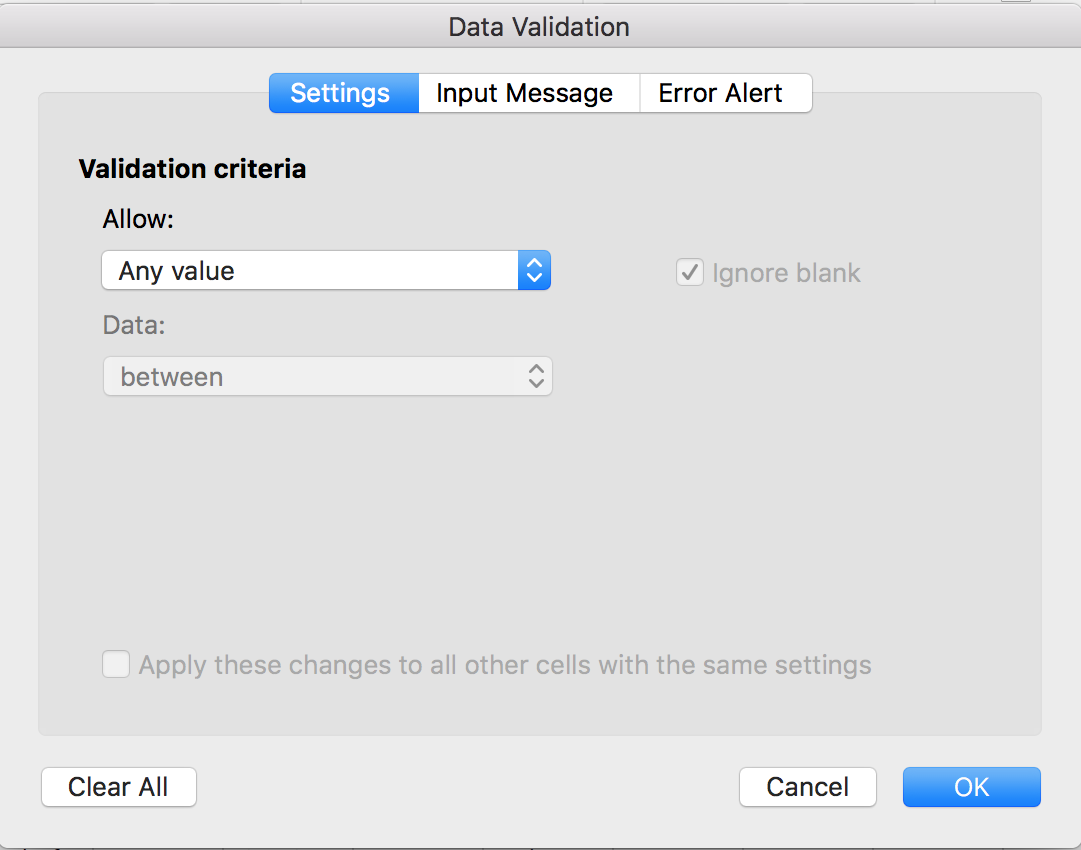 Data Validation
Settings
Input Message
Error Alert
Validation criteria
Allow:
Any value
Ignore blank
Data:
between
Apply these changes to all other cells with the same settings
Clear All
Cancel
OK